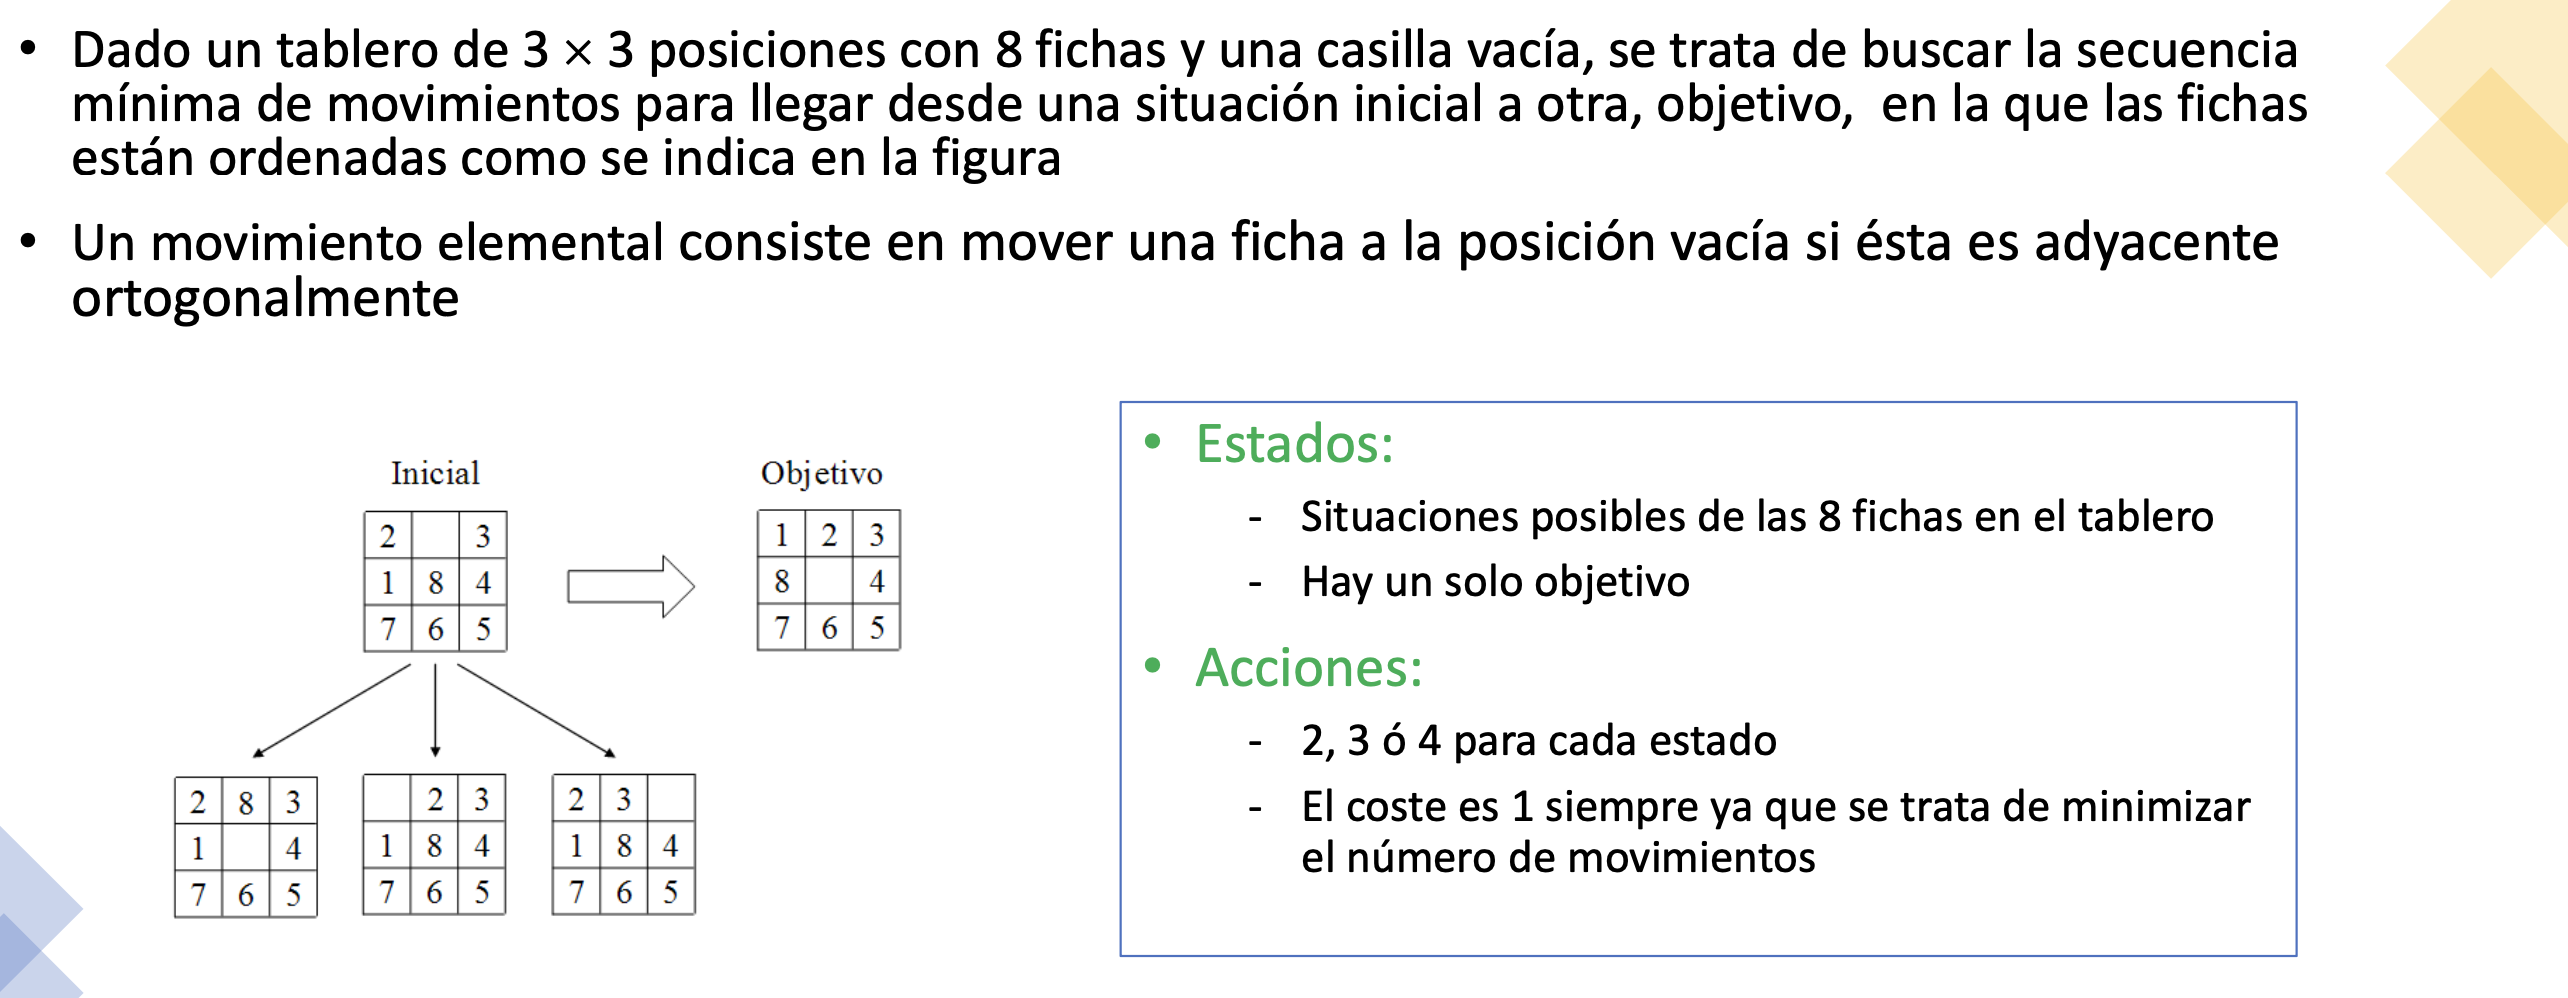 • Dado un tablero de 3 × 3 posiciones con 8 fichas y una casilla vacía, se trata de buscar la secuencia
mínima de movimientos para llegar desde una situación inicial a otra, objetivo,  en la que las fichas
están ordenadas como se indica en la figura
• Un movimiento elemental consiste en mover una ficha a la posición vacía si ésta es adyacente
ortogonalmente
Inicial
2 3
1 8 4
7 6 5
Objetivo
1 2 3
8 4
7 6 5
2 8 3
1 4
7 6 5
2 3
1 8 4
7 6 5
2 3
1 8 4
7 6 5
• Estados:
- Situaciones posibles de las 8 fichas en el tablero
- Hay un solo objetivo
• Acciones:
- 2, 3 ó 4 para cada estado
- El coste es 1 siempre ya que se trata de minimizar
el número de movimientos